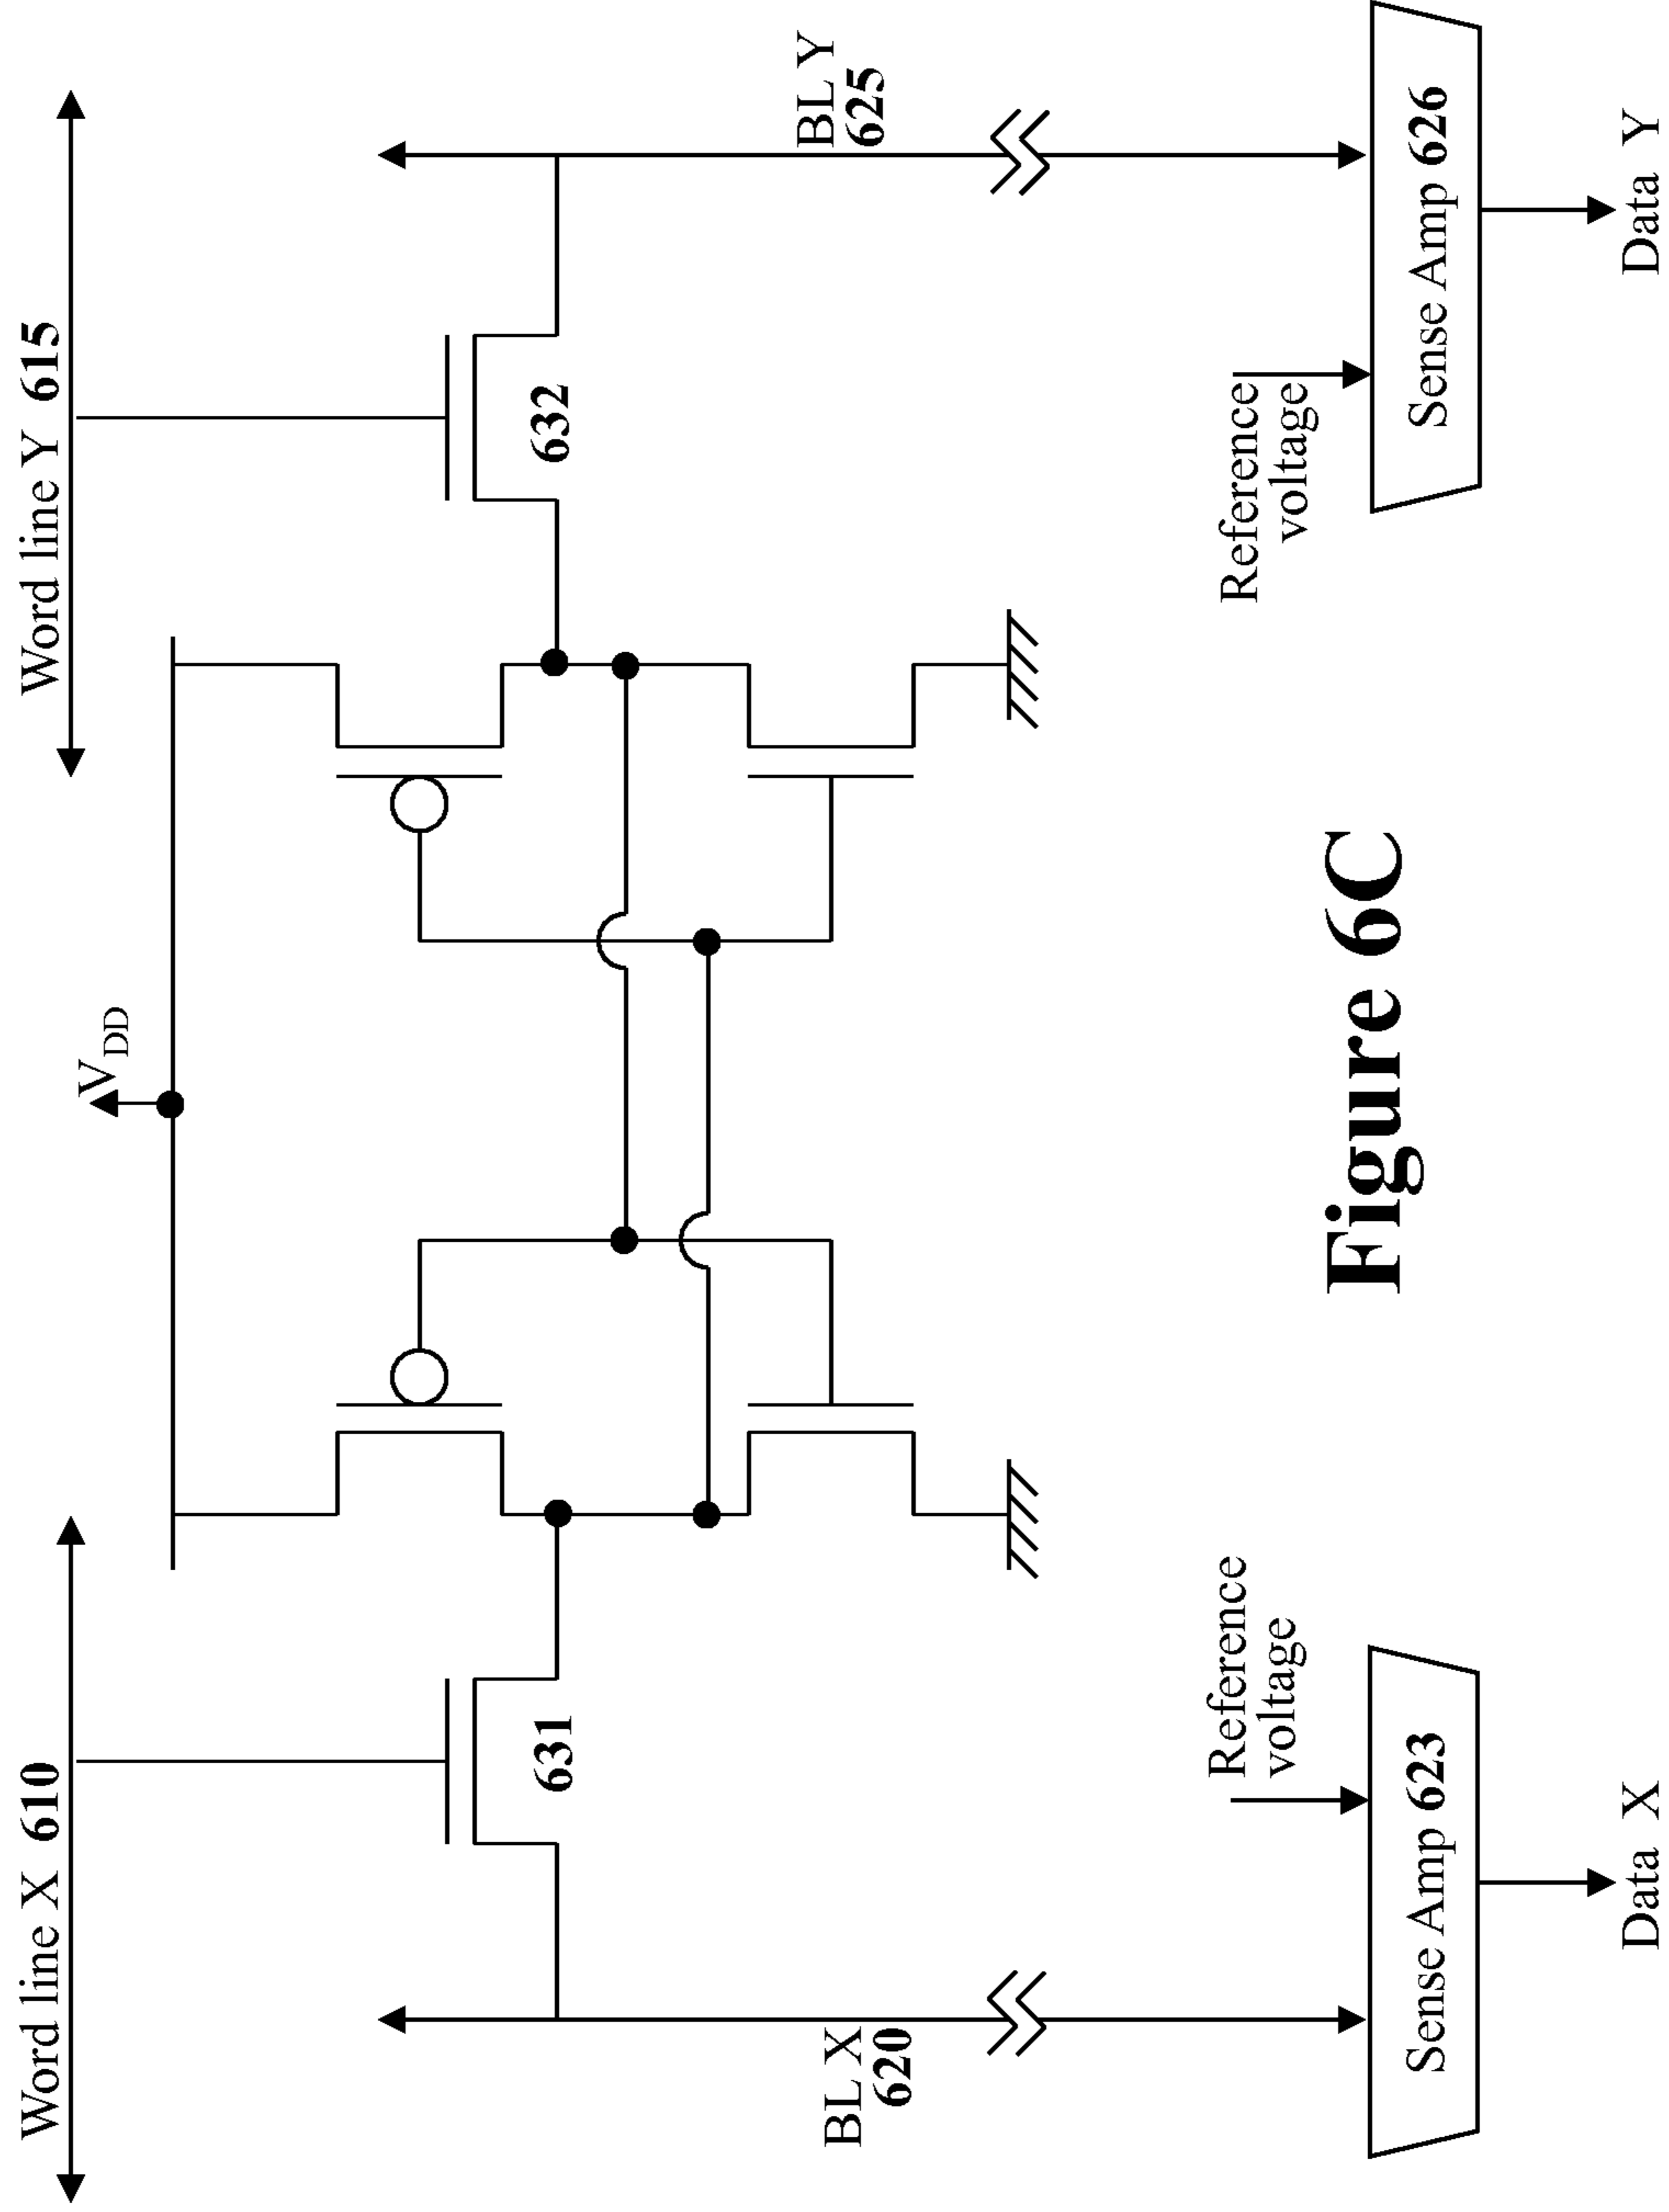 Word line X 610
Word line Y 615
VDD
631
632
BL X
620
BL Y
625
Reference
voltage
Reference
voltage
Sense Amp 623
Sense Amp 626
Data X
Data Y
Figure 6C